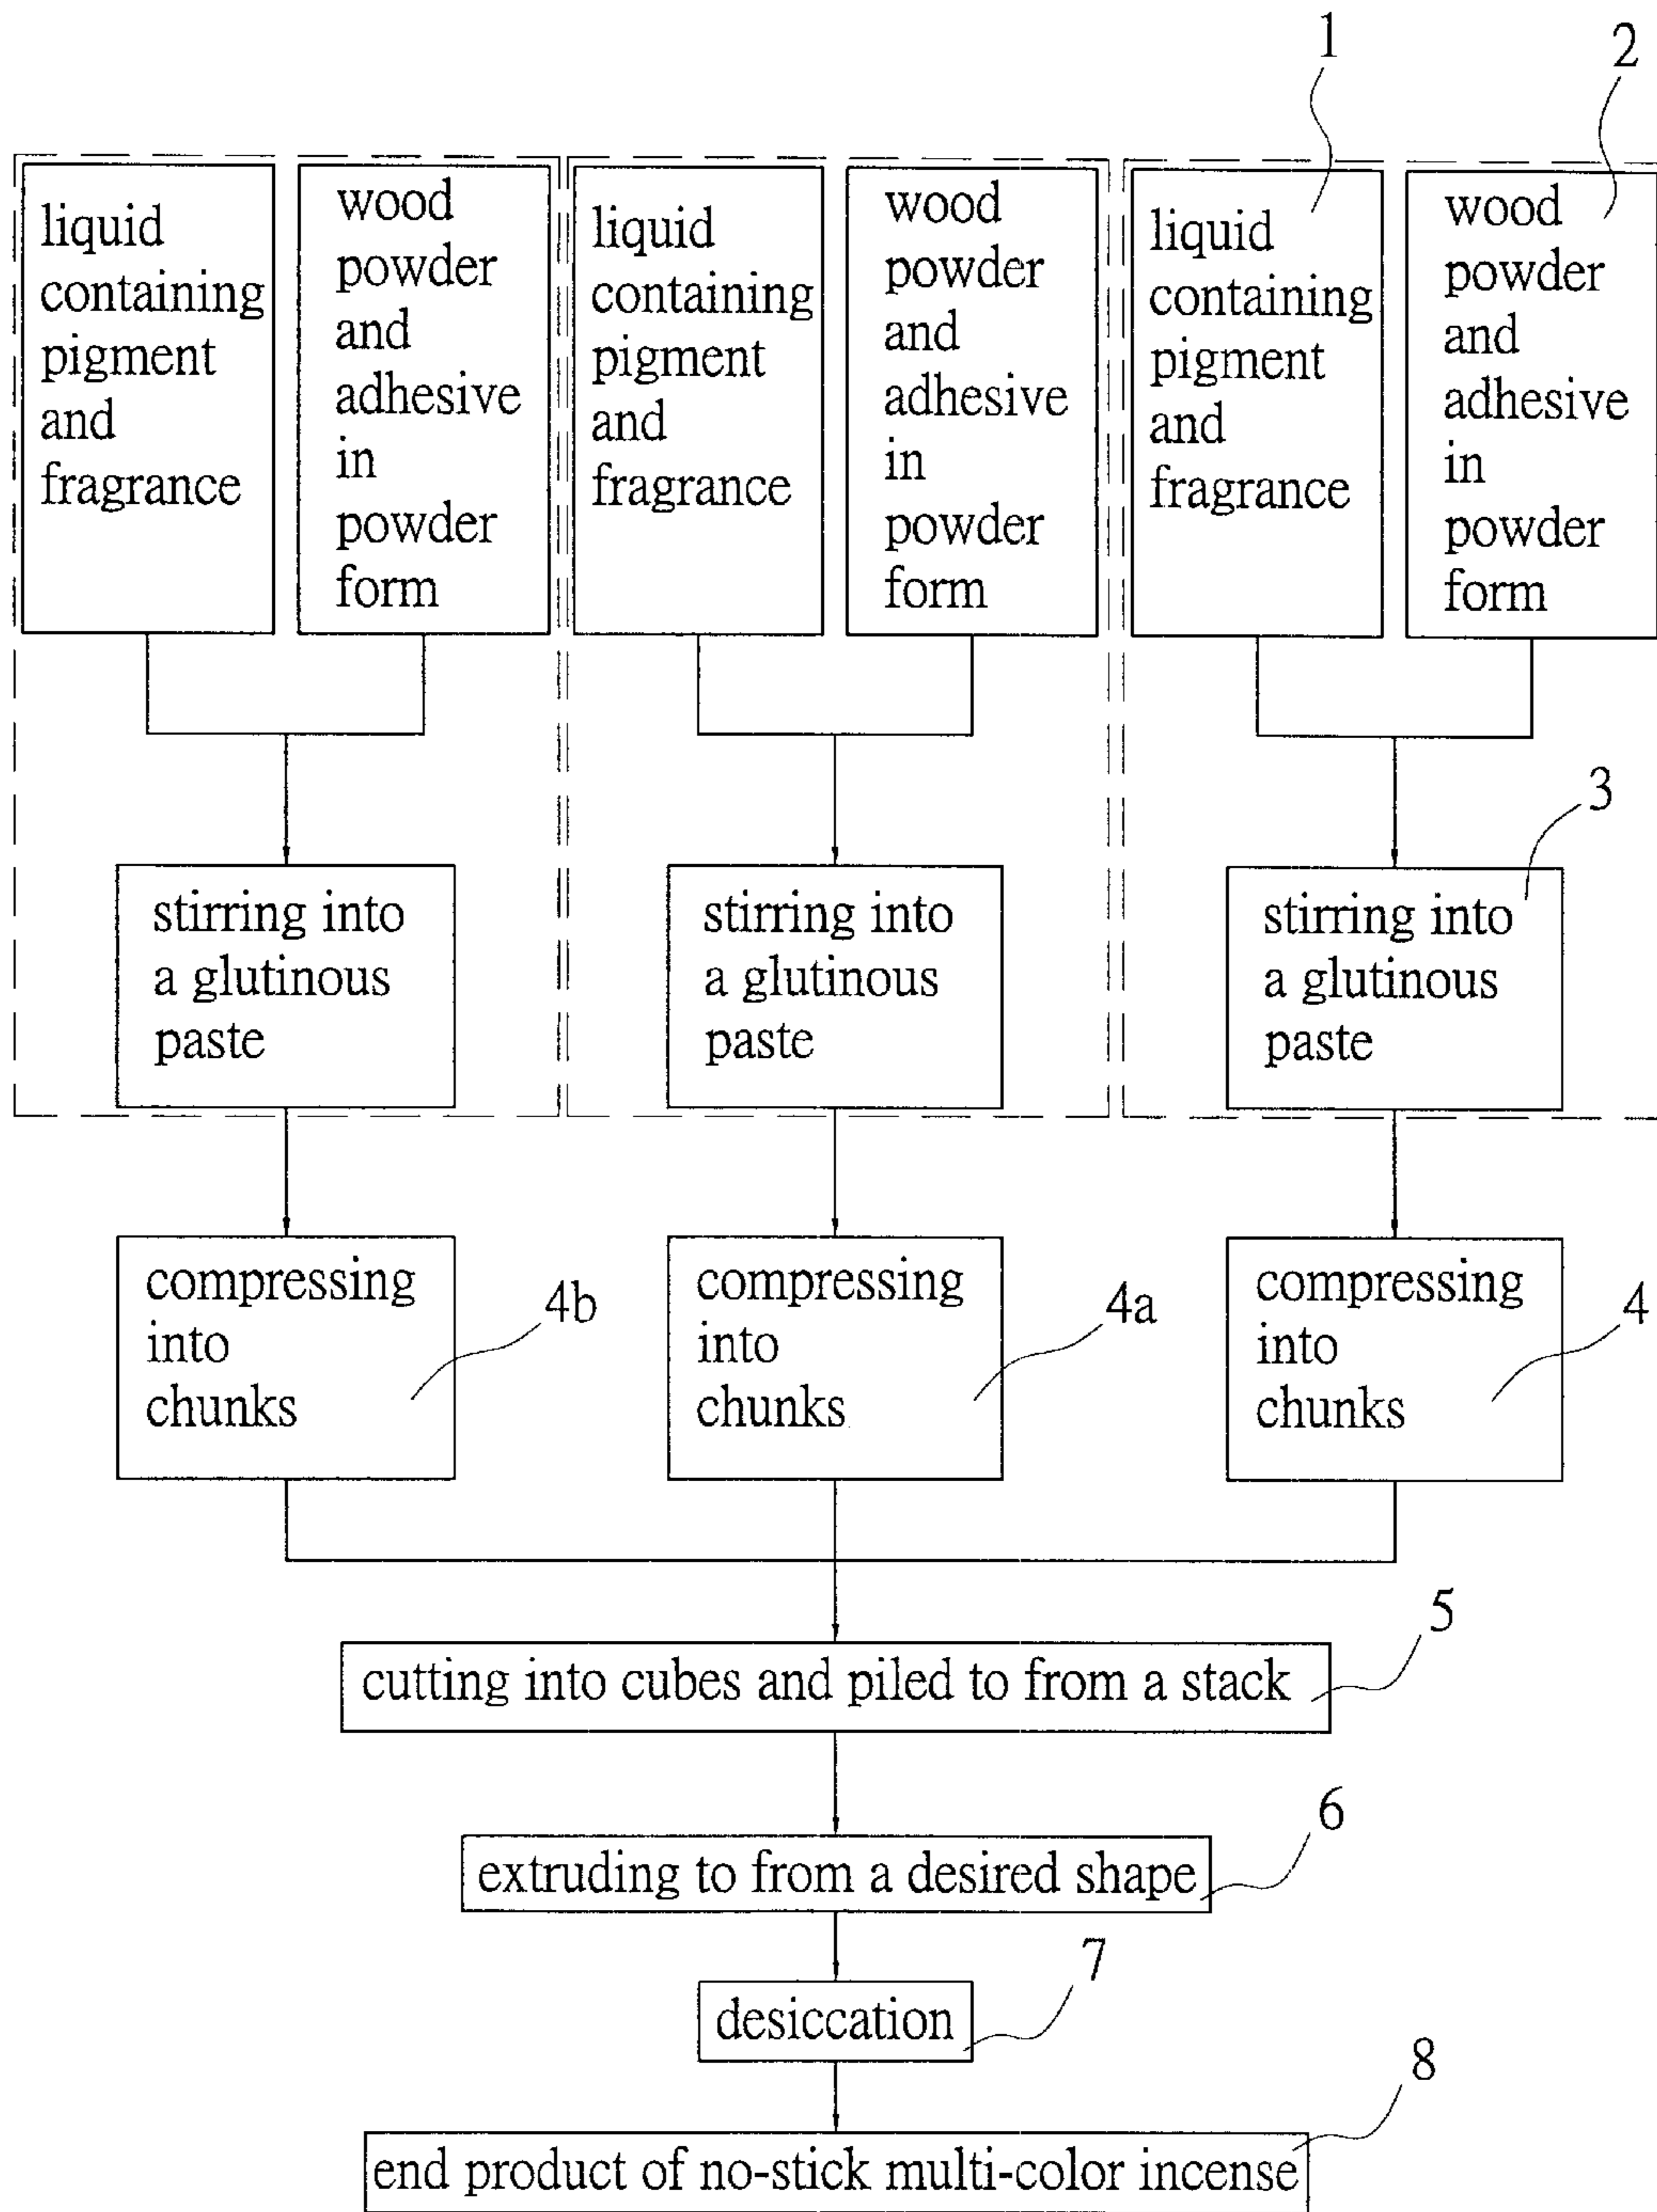 1
2
liquid
containing
pigment
and
fragrance
wood
powder
and
adhesive
in
powder
form
liquid
containing
pigment
and
fragrance
wood
powder
and
adhesive
in
powder
form
liquid
containing
pigment
and
fragrance
wood
powder
and
adhesive
in
powder
form
3
stirring into
a glutinous
paste
stirring into
a glutinous
paste
stirring into
a glutinous
paste
compressing
into
chunks
4b
compressing
into
chunks
4a
compressing
into
chunks
4
5
cutting into cubes and piled to from a stack
6
extruding to from a desired shape
7
desiccation
8
end product of no-stick multi-color incense